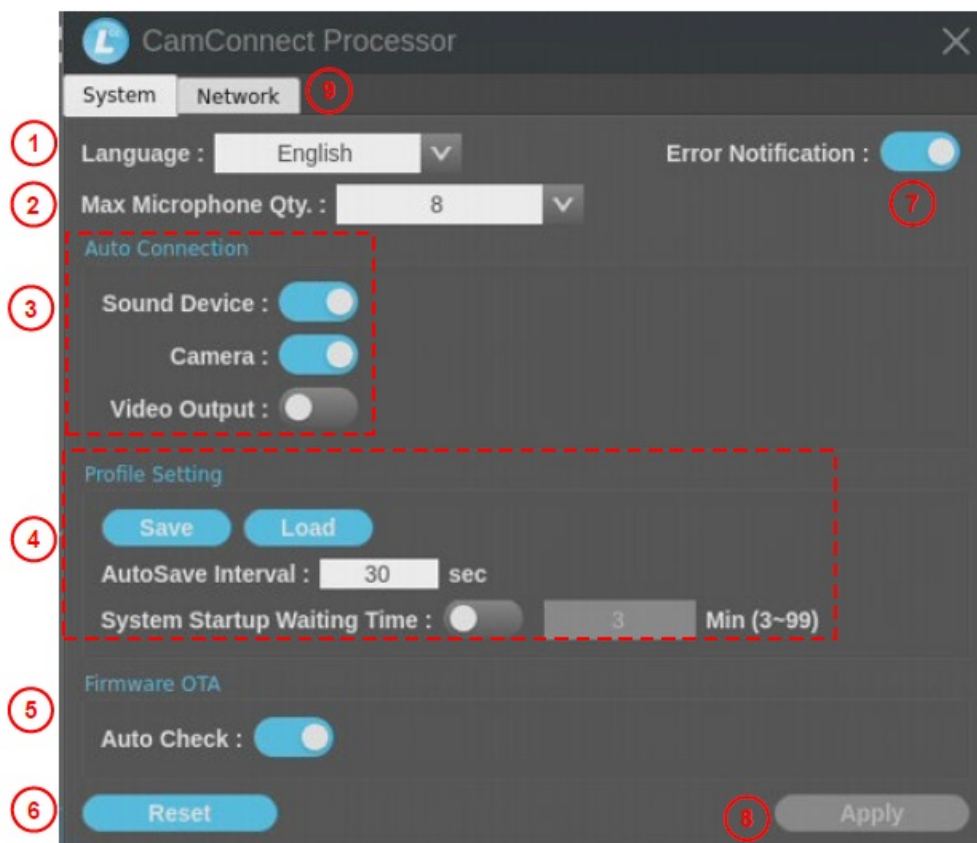 L CamConnect Processor
System Network 9
1 Language : English Error Notification :
2 Max Microphone Qty. : 8 7
Auto Connection
3 Sound Device :
Camera :
Video Output :
Profile Setting
4 Save Load
AutoSave Interval : 30 sec
System Startup Waiting Time : 3 Min (3~99)
Firmware OTA
5
Auto Check :
6 Reset 8 Apply